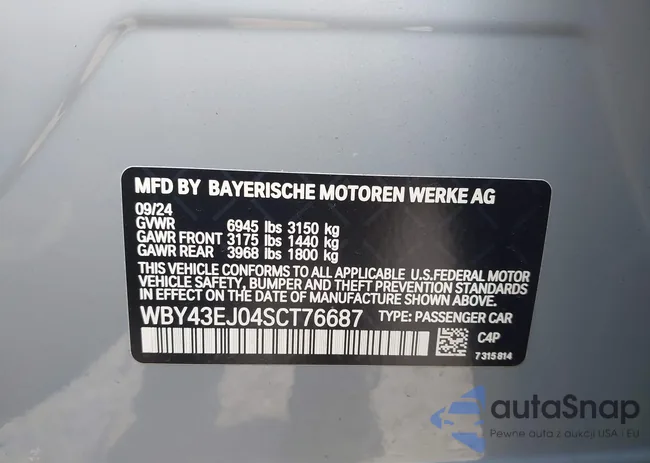 MFD BY BAYERISCHE MOTOREN WERKE AG
09/24
GVWR 6945 lbs 3150 kg
GAWR FRONT 3175 lbs 1440 kg
GAWR REAR 3968 lbs 1800 kg
THIS VEHICLE CONFORMS TO ALL APPLICABLE U.S.FEDERAL MOTOR
VEHICLE SAFETY, BUMPER AND THEFT PREVENTION STANDARDS IN
EFFECT ON THE DATE OF MANUFACTURE SHOWN ABOVE.
WBY43EJ04SCT76687 TYPE: PASSENGER CAR
C4P
7315814
autaSnap
Pewne auta z aukcji USA i EU